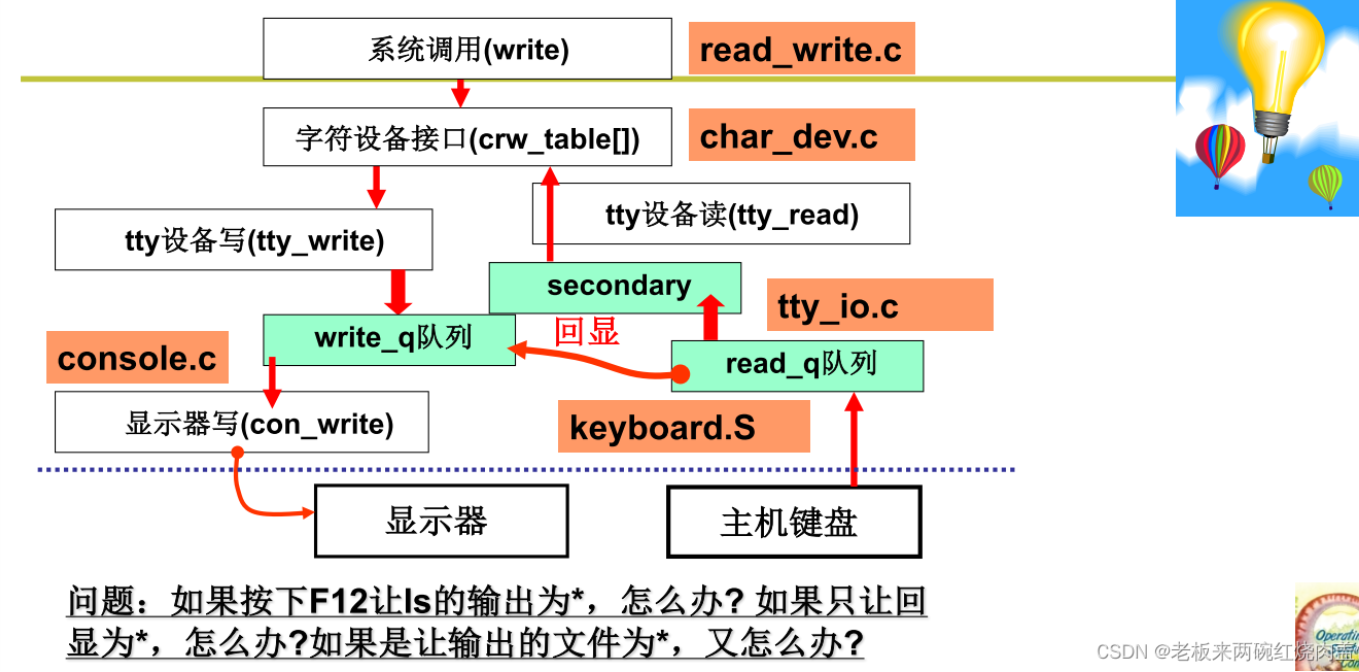 系统调用(write)
read_write.c
字符设备接口(crw_table[])
char_dev.c
tty设备读(tty_read)
tty设备写(tty_write)
secondary
tty_io.c
write_q队列
回显
console.c
read_q队列
显示器写(con_write)
keyboard.S
显示器
主机键盘
问题：如果按下F12让ls的输出为*，怎么办? 如果只让回
显为*，怎么办?如果是让输出的文件为*，又怎么办?
Operatin
CSDN @老板来两碗红烧肉盖